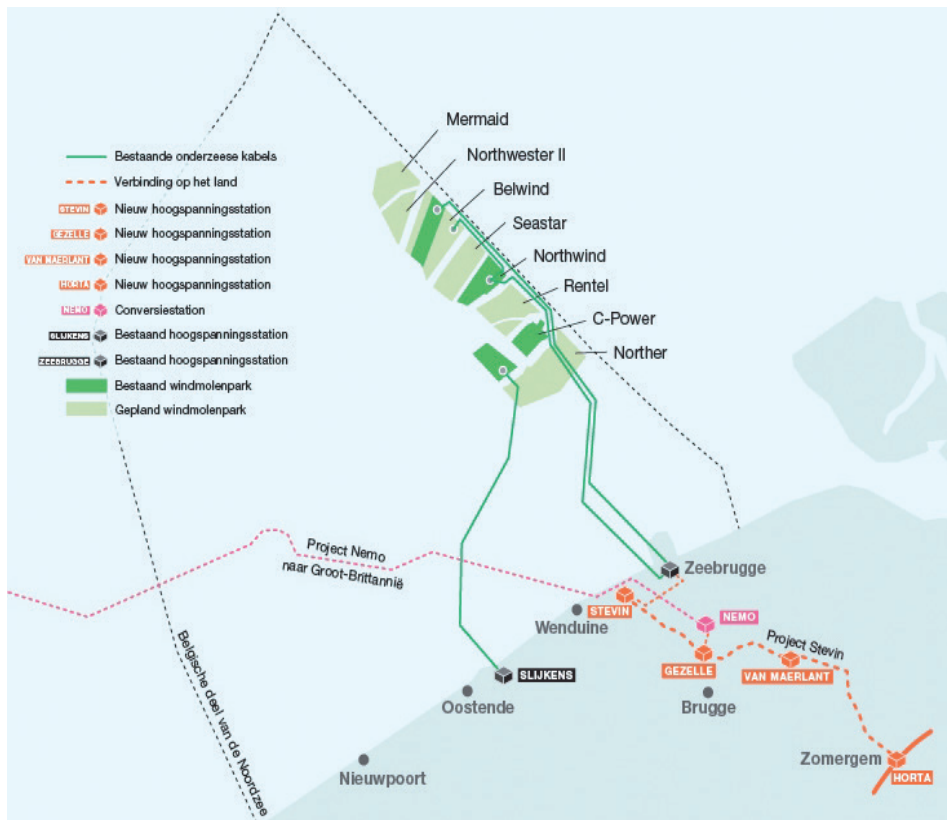 Mermaid
Northwester II
Belwind
Seastar
Northwind
Rentel
C-Power
Norther
Bestaande onderzeese kabels
Verbinding op het land
STEVIN Nieuw hoogspanningsstation
GEZELLE Nieuw hoogspanningsstation
VAN MAERLANT Nieuw hoogspanningsstation
HORTA Nieuw hoogspanningsstation
NEMO Conversiestation
SLIJKENS Bestaand hoogspanningsstation
ZEEBRUGGE Bestaand hoogspanningsstation
Bestaand windmolenpark
Gepland windmolenpark
Project Nemo
naar Groot-Brittannië
Belgische deel van de Noordzee
Zeebrugge
STEVIN
Wenduine
NEMO
Project Stevin
GEZELLE
VAN MAERLANT
SLIJKENS
Oostende
Brugge
Nieuwpoort
Zomergem
HORTA